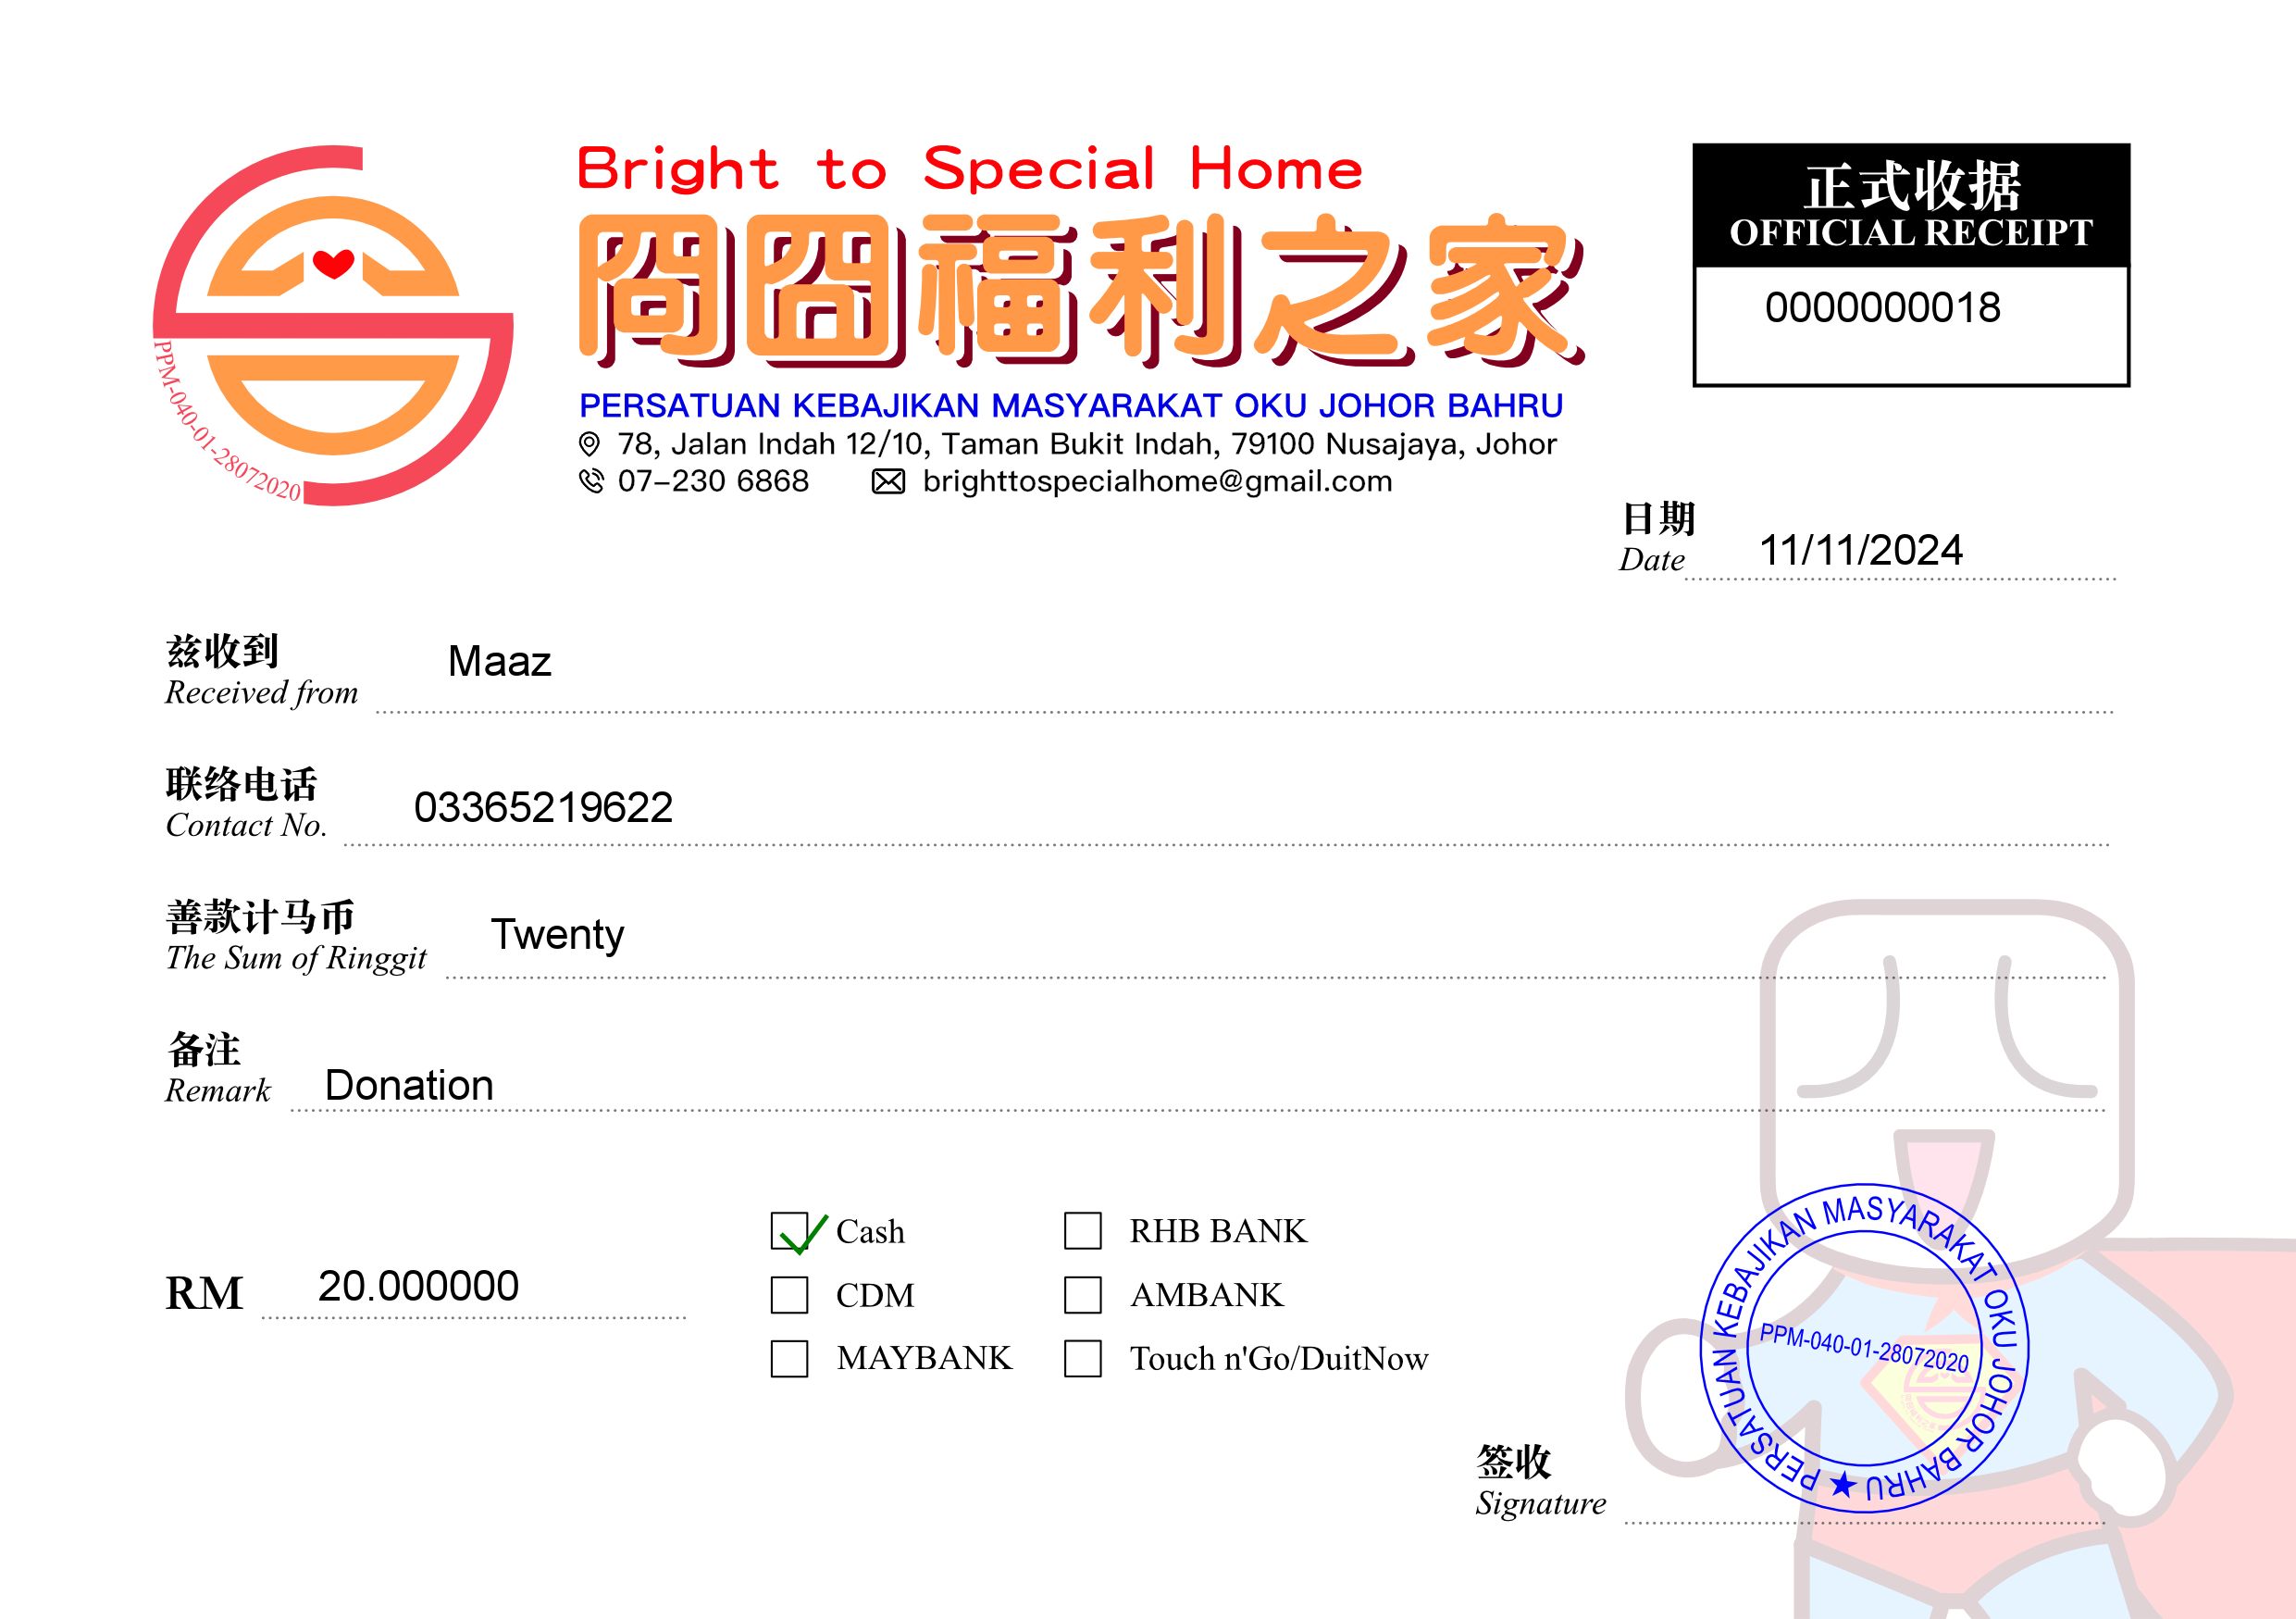 Bright to Special Home
冏囧福利之家
PERSATUAN KEBAJIKAN MASYARAKAT OKU JOHOR BAHRU
78, Jalan Indah 12/10, Taman Bukit Indah, 79100 Nusajaya, Johor
07-230 6868 brighttospecialhome@gmail.com
PPM-040-01-28072020
正式收据
OFFICIAL RECEIPT
0000000018
日期
Date 11/11/2024
兹收到
Received from Maaz
联络电话
Contact No. 03365219622
善款计马币
The Sum of Ringgit Twenty
备注
Remark Donation
RM 20.000000
Cash
CDM
MAYBANK
RHB BANK
AMBANK
Touch n'Go/DuitNow
签收
Signature
PERSATUAN KEBAJIKAN MASYARAKAT OKU JOHOR BAHRU ★
PPM-040-01-28072020